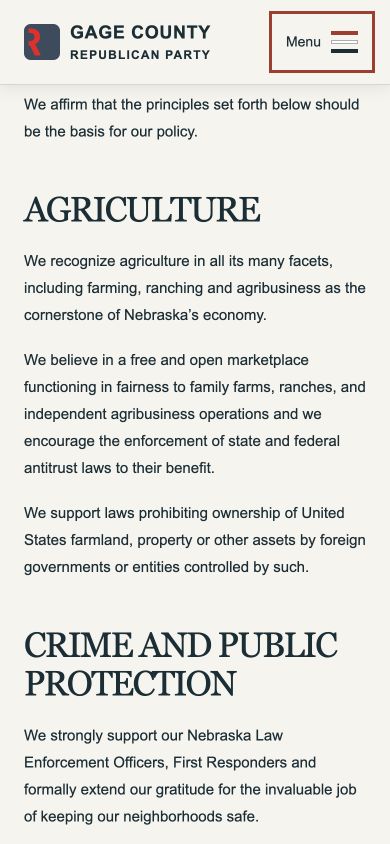 GAGE COUNTY
REPUBLICAN PARTY
Menu
We affirm that the principles set forth below should
be the basis for our policy.
AGRICULTURE
We recognize agriculture in all its many facets,
including farming, ranching and agribusiness as the
cornerstone of Nebraska’s economy.
We believe in a free and open marketplace
functioning in fairness to family farms, ranches, and
independent agribusiness operations and we
encourage the enforcement of state and federal
antitrust laws to their benefit.
We support laws prohibiting ownership of United
States farmland, property or other assets by foreign
governments or entities controlled by such.
CRIME AND PUBLIC
PROTECTION
We strongly support our Nebraska Law
Enforcement Officers, First Responders and
formally extend our gratitude for the invaluable job
of keeping our neighborhoods safe.